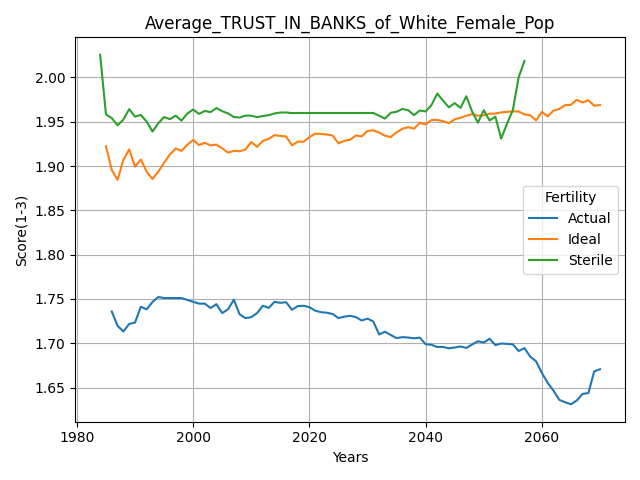 Average_TRUST_IN_BANKS_of_White_Female_Pop
Score(1-3)
2.00
1.95
1.90
1.85
1.80
1.75
1.70
1.65
Fertility
Actual
Ideal
Sterile
1980
2000
2020
2040
2060
Years